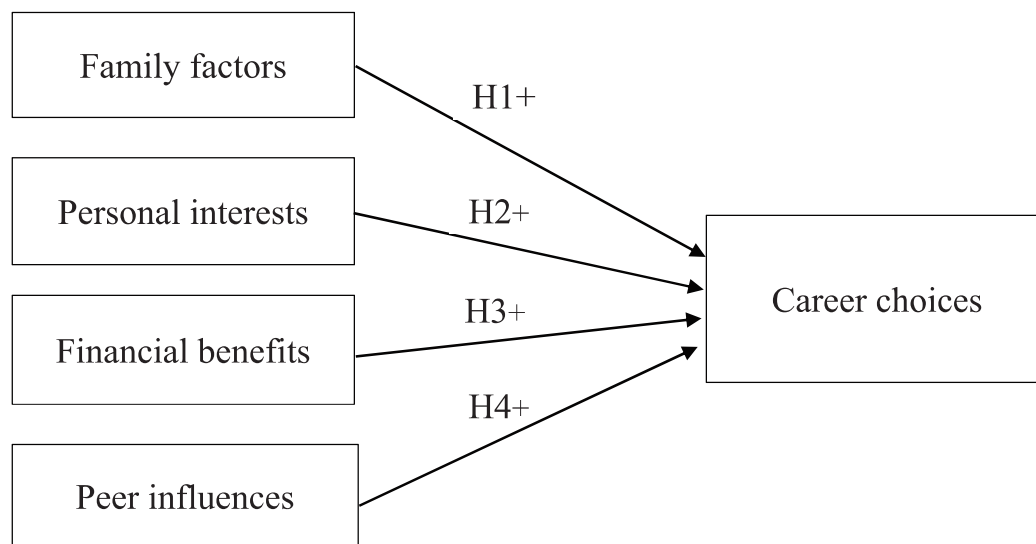 Family factors
H1+
Personal interests
H2+
Career choices
H3+
Financial benefits
H4+
Peer influences